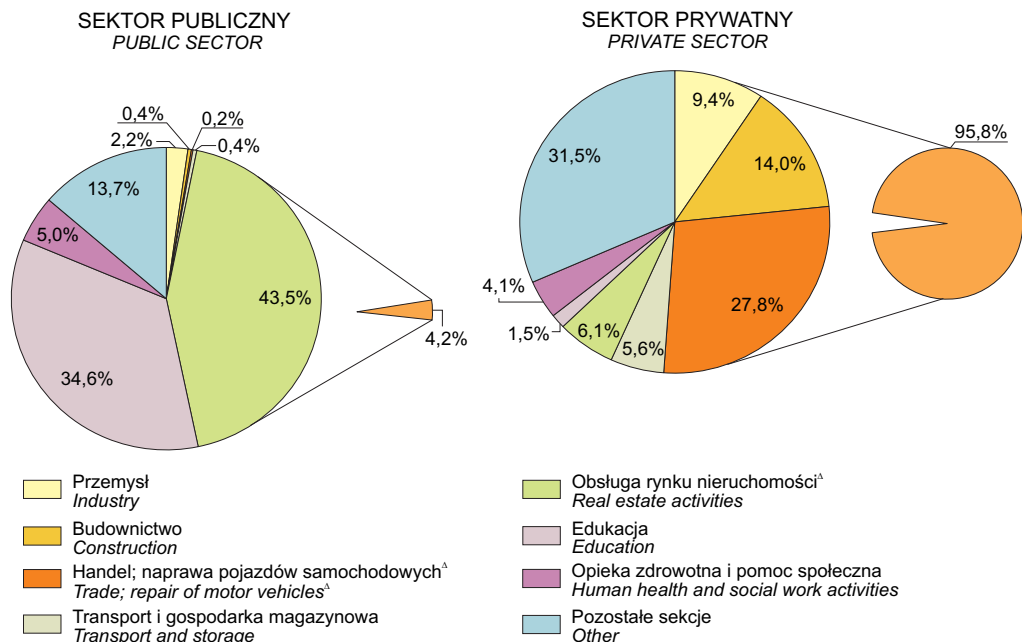 SEKTOR PUBLICZNY
PUBLIC SECTOR
0,4%
0,2%
2,2%
0,4%
13,7%
5,0%
43,5%
34,6%
4,2%
SEKTOR PRYWATNY
PRIVATE SECTOR
9,4%
95,8%
31,5%
14,0%
4,1%
27,8%
1,5%
6,1%
5,6%
Przemysł
Industry
Budownictwo
Construction
Handel; naprawa pojazdów samochodowychᐞ
Trade; repair of motor vehiclesᐞ
Transport i gospodarka magazynowa
Transport and storage
Obsługa rynku nieruchomościᐞ
Real estate activities
Edukacja
Education
Opieka zdrowotna i pomoc społeczna
Human health and social work activities
Pozostałe sekcje
Other